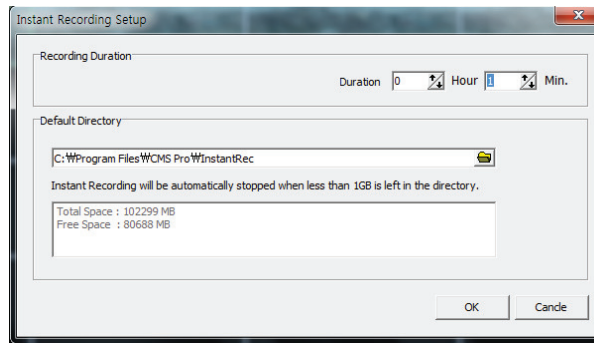 Instant Recording Setup
Recording Duration
Duration 0 Hour 1 Min.
Default Directory
C:₩Program Files₩CMS Pro₩InstantRec
Instant Recording will be automatically stopped when less than 1GB is left in the directory.
Total Space : 102299 MB
Free Space : 80688 MB
OK Cancle